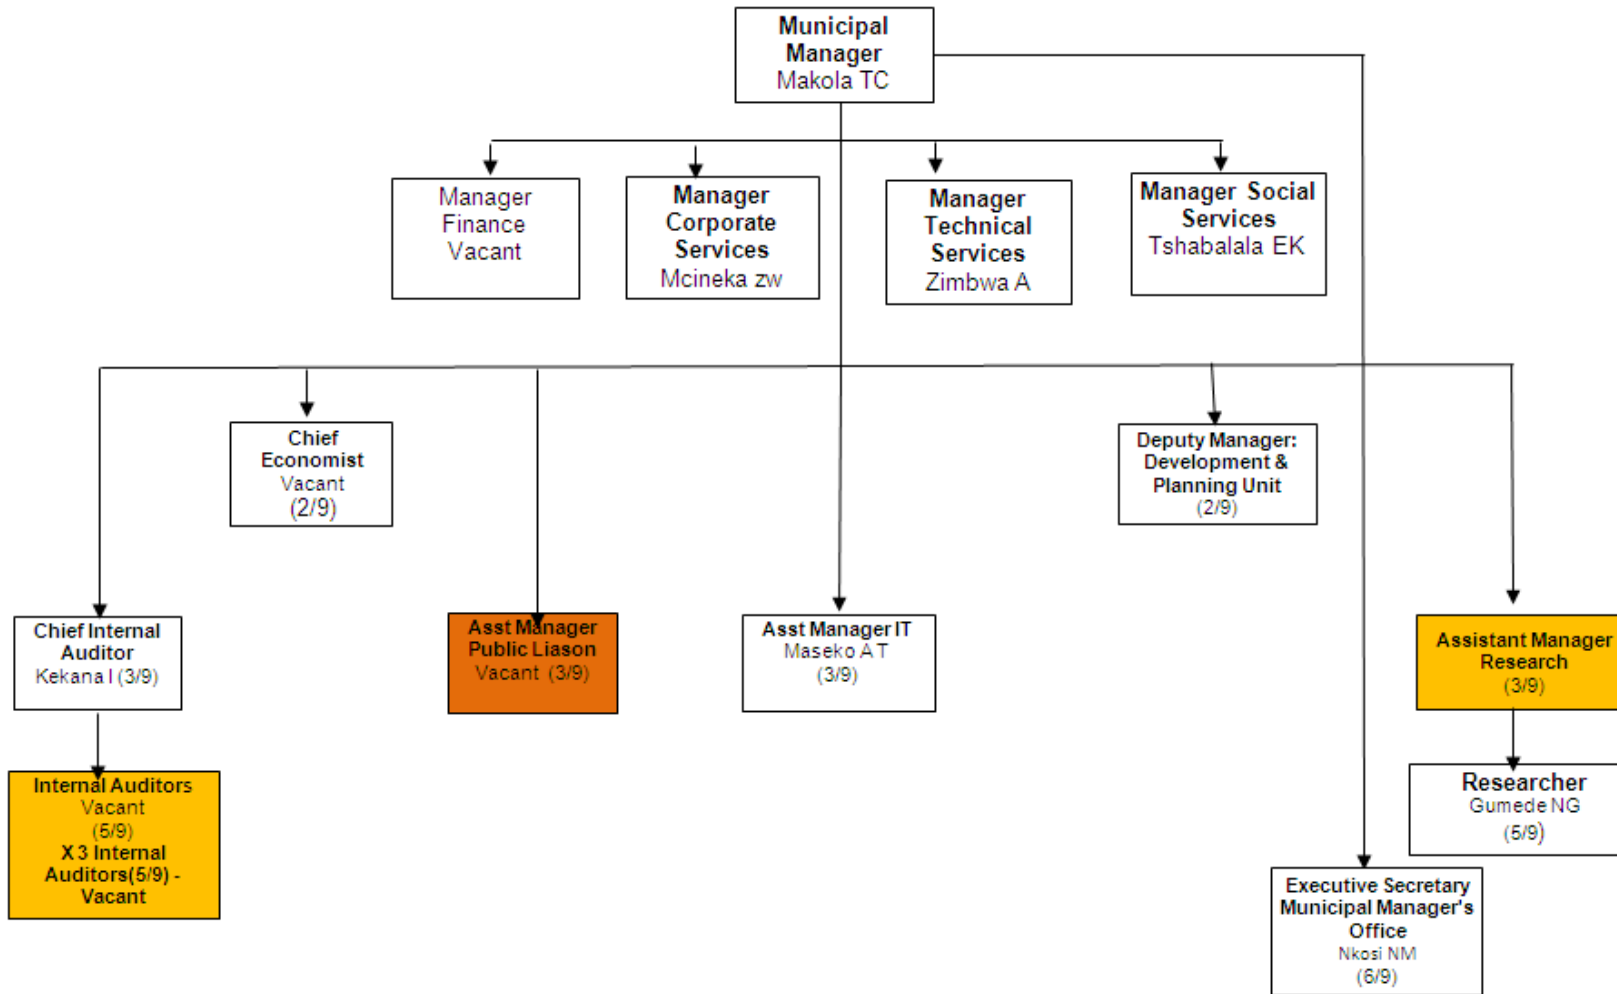 Municipal
Manager
Makola TC
Manager
Finance
Vacant
Manager
Corporate
Services
Mcineka zw
Manager
Technical
Services
Zimbwa A
Manager Social
Services
Tshabalala EK
Chief
Economist
Vacant
(2/9)
Deputy Manager:
Development &
Planning Unit
(2/9)
Chief Internal
Auditor
Kekana I (3/9)
Asst Manager
Public Liason
Vacant (3/9)
Asst Manager IT
Maseko A T
(3/9)
Assistant Manager
Research
(3/9)
Internal Auditors
Vacant
(5/9)
X 3 Internal
Auditors(5/9) -
Vacant
Researcher
Gumede NG
(5/9)
Executive Secretary
Municipal Manager's
Office
Nkosi NM
(6/9)